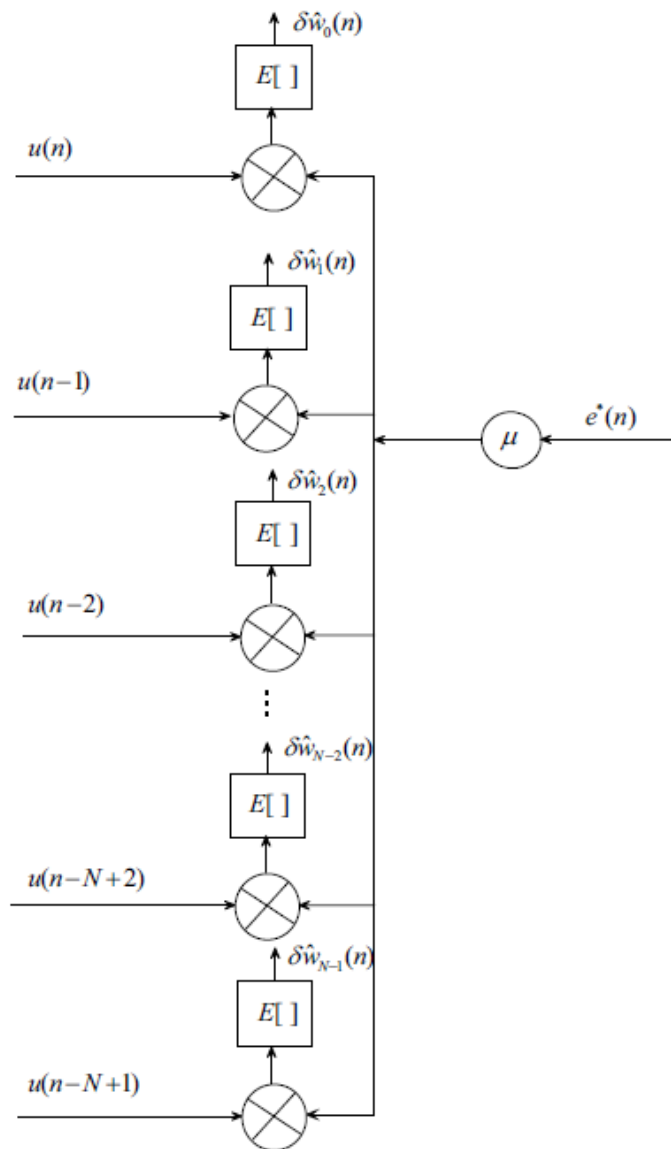 δŵ₀(n)
E[ ]
u(n)
δŵ₁(n)
E[ ]
u(n−1)
μ
e*(n)
δŵ₂(n)
E[ ]
u(n−2)
⋮
δŵ_{N−2}(n)
E[ ]
u(n−N+2)
δŵ_{N−1}(n)
E[ ]
u(n−N+1)